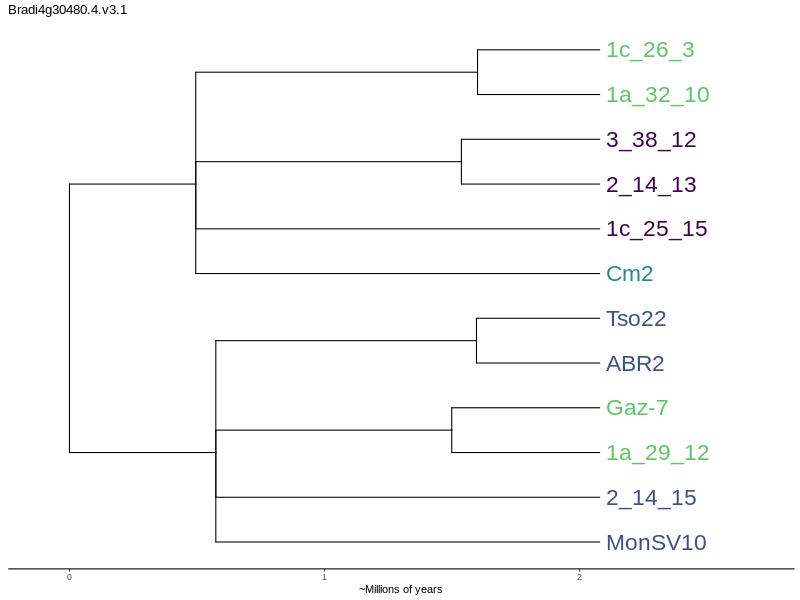 Bradi4g30480.4.v3.1
1c_26_3
1a_32_10
3_38_12
2_14_13
1c_25_15
Cm2
Tso22
ABR2
Gaz-7
1a_29_12
2_14_15
MonSV10
0 1 2
~Millions of years